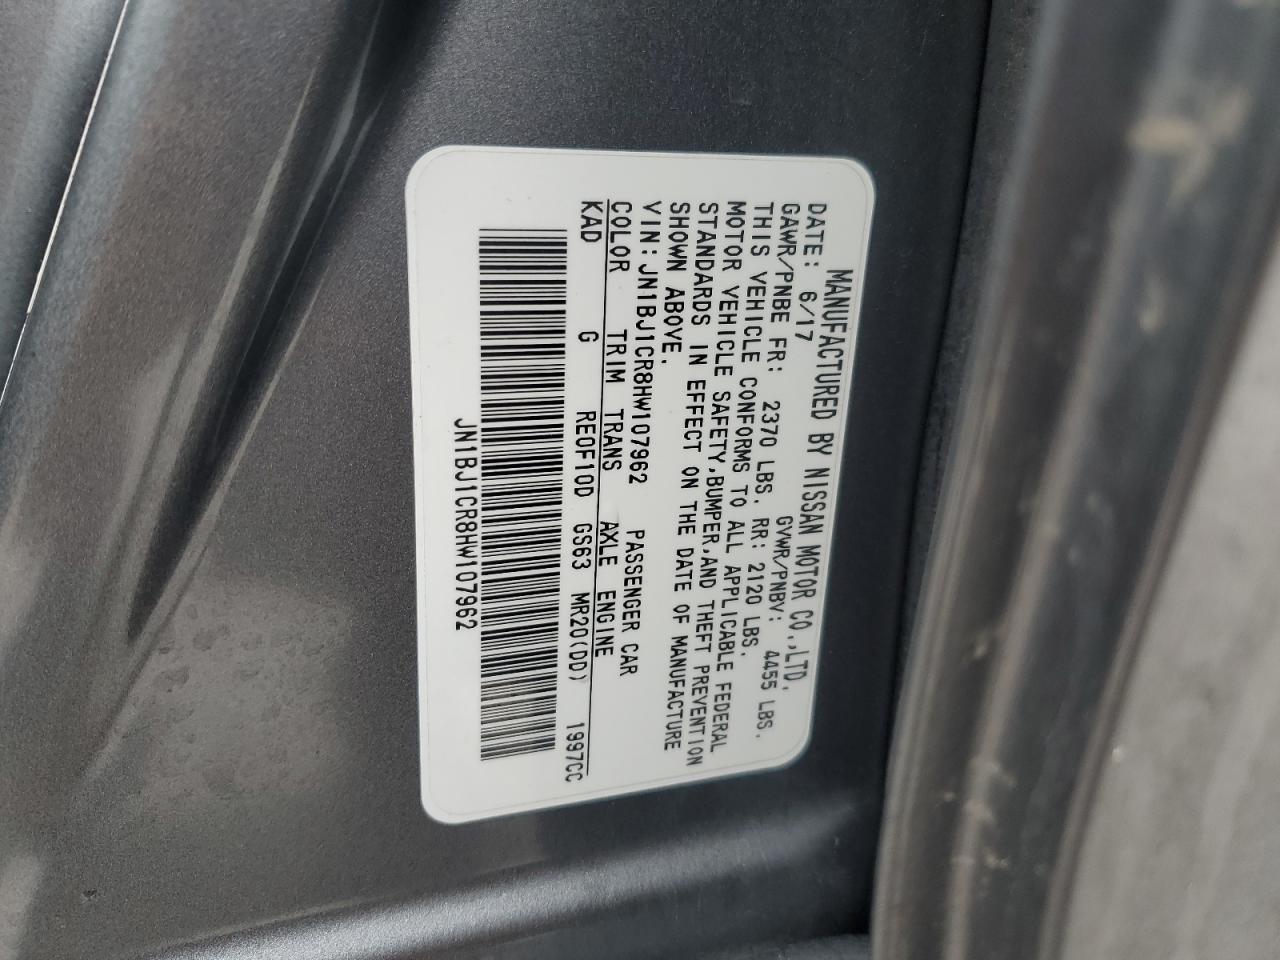 MANUFACTURED BY NISSAN MOTOR CO.,LTD.
DATE: 6/17 GVWR/PNBV: 4455 LBS.
GAWR/PNBE FR: 2370 LBS. RR: 2120 LBS.
THIS VEHICLE CONFORMS TO ALL APPLICABLE FEDERAL
MOTOR VEHICLE SAFETY,BUMPER,AND THEFT PREVENTION
STANDARDS IN EFFECT ON THE DATE OF MANUFACTURE
SHOWN ABOVE.
VIN:JN1BJ1CR8HW107962 PASSENGER CAR
COLOR TRIM TRANS AXLE ENGINE
KAD G RE0F10D GS63 MR20(DD) 1997CC
JN1BJ1CR8HW107962